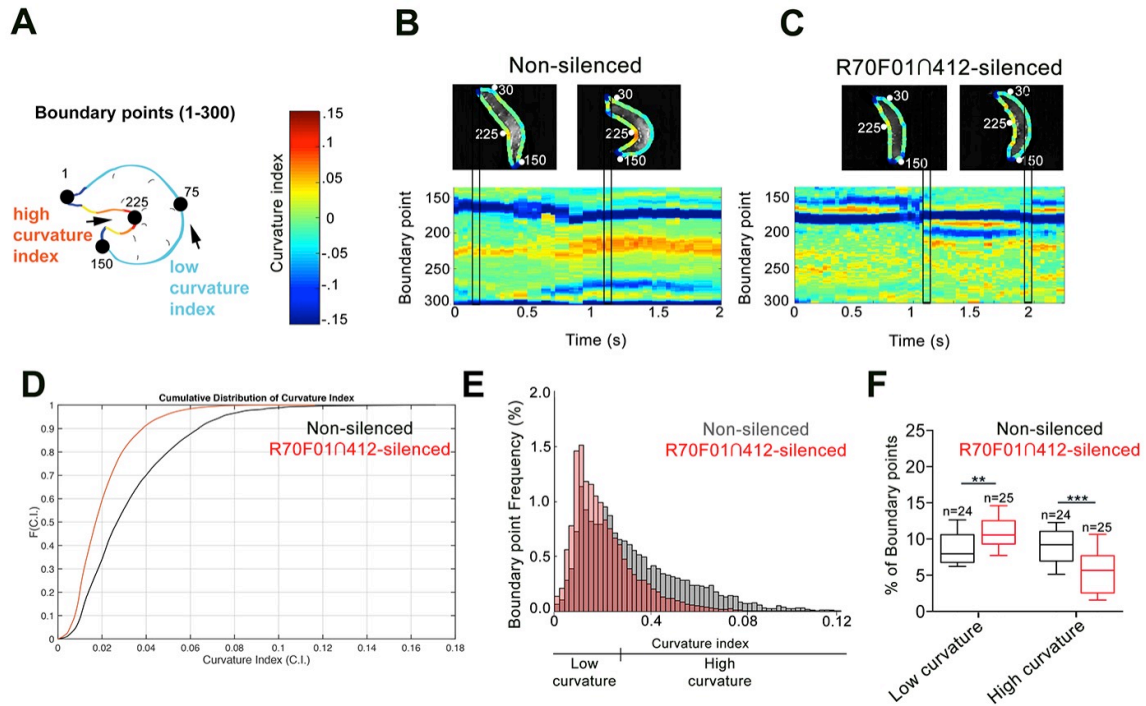 A
Boundary points (1-300)
1
225
75
150
high
curvature
index
low
curvature
index
Curvature index
.15
.1
.05
0
-.05
-.1
-.15
B
Non-silenced
30
225
150
30
225
150
Boundary point
150
200
250
300
0
0.5
1
1.5
2
Time (s)
C
R70F01∩412-silenced
30
225
150
30
225
150
Boundary point
150
200
250
300
0
0.5
1
1.5
2
Time (s)
D
Cumulative Distribution of Curvature Index
Non-silenced
R70F01∩412-silenced
F(C.I.)
1
0.9
0.8
0.7
0.6
0.5
0.4
0.3
0.2
0.1
0
0
0.02
0.04
0.06
0.08
0.10
0.12
0.14
0.16
0.18
Curvature Index (C.I.)
E
Non-silenced
R70F01∩412-silenced
Boundary point Frequency (%)
2.0
1.5
1.0
0.5
0.0
0
0.4
0.08
0.12
Curvature index
Low
curvature
High
curvature
F
Non-silenced
R70F01∩412-silenced
% of Boundary points
25
20
15
10
5
0
**
n=24
n=25
***
n=24
n=25
Low curvature
High curvature